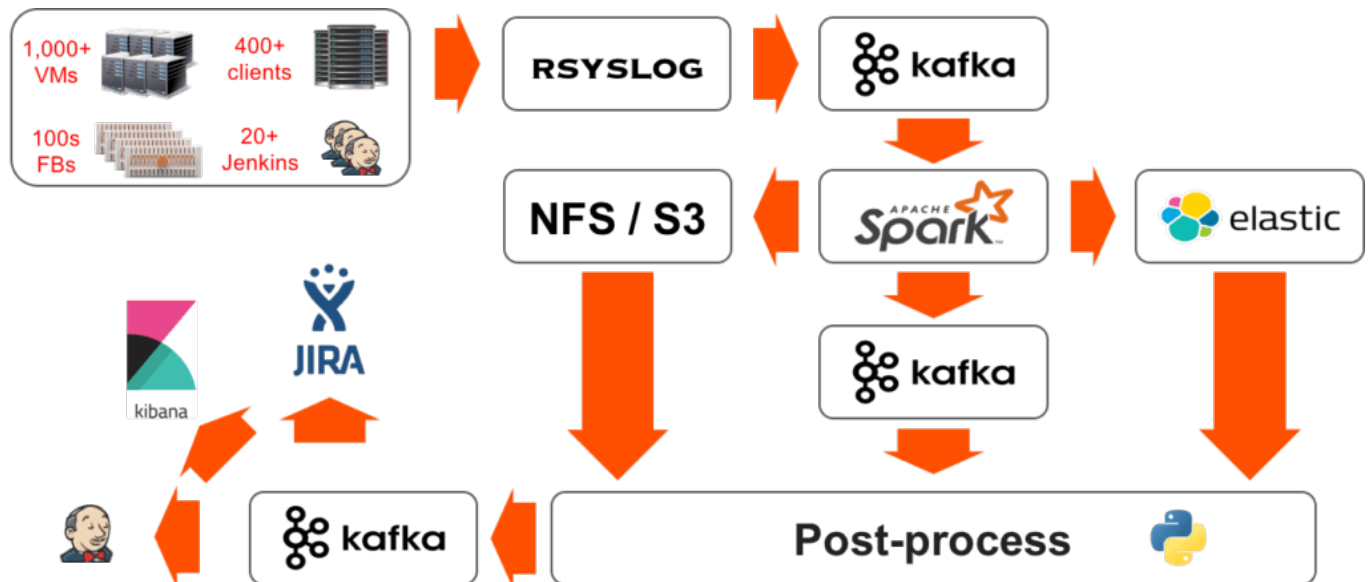 1,000+
VMs
400+
clients
100s
FBs
20+
Jenkins
RSYSLOG
kafka
NFS / S3
APACHE
Spark™
elastic
kibana
JIRA
kafka
kafka
Post-process